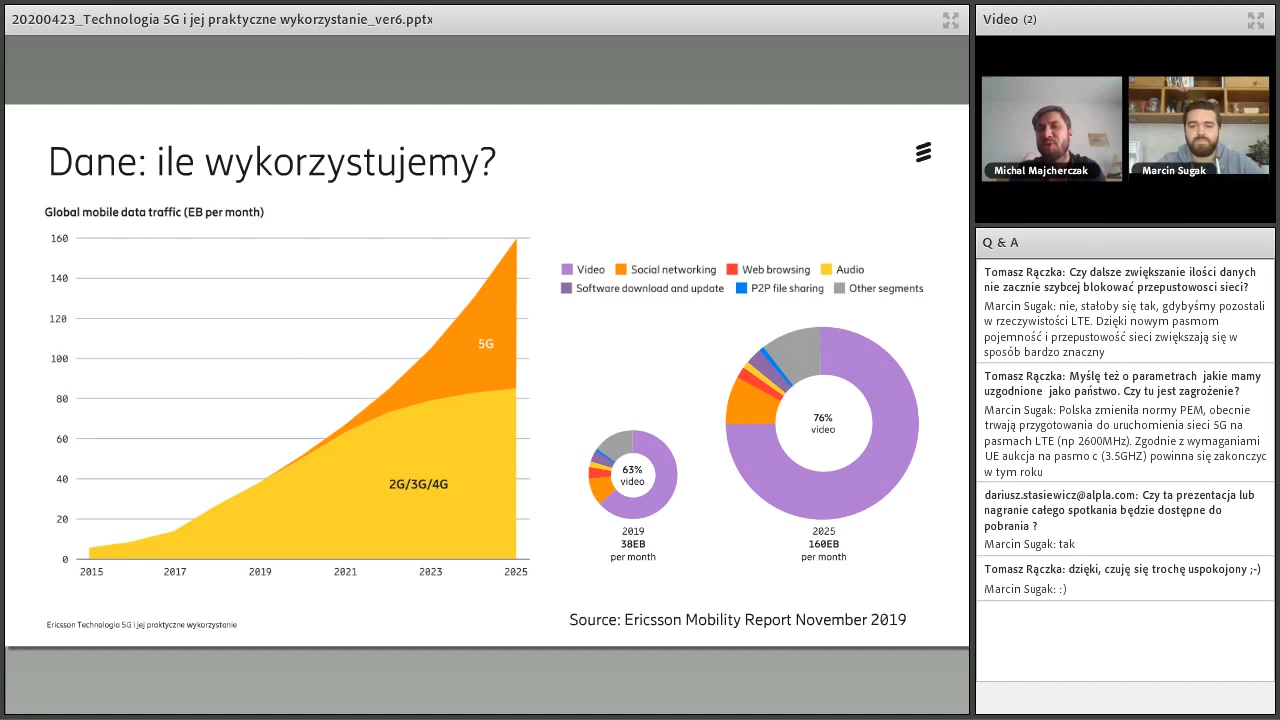 20200423_Technologia 5G i jej praktyczne wykorzystanie_ver6.pptx
Dane: ile wykorzystujemy?
Global mobile data traffic (EB per month)
160
140
120
100
80
60
40
20
0
2015
2017
2019
2021
2023
2025
5G
2G/3G/4G
Video
Social networking
Web browsing
Audio
Software download and update
P2P file sharing
Other segments
63%
video
2019
38EB
per month
76%
video
2025
160EB
per month
Ericsson Technologia 5G i jej praktyczne wykorzystanie
Source: Ericsson Mobility Report November 2019
Video (2)
Michal Majcherczak
Marcin Sugak
Q & A
Tomasz Rączka: Czy dalsze zwiększanie ilości danych
nie zacznie szybcej blokować przepustowosci sieci?
Marcin Sugak: nie, stałoby się tak, gdybyśmy pozostali
w rzeczywistości LTE. Dzięki nowym pasmom
pojemność i przepustowość sieci zwiększają się w
sposób bardzo znaczny
Tomasz Rączka: Myślę też o parametrach jakie mamy
uzgodnione jako państwo. Czy tu jest zagrożenie?
Marcin Sugak: Polska zmieniła normy PEM, obecnie
trwają przygotowania do uruchomienia sieci 5G na
pasmach LTE (np 2600MHz). Zgodnie z wymaganiami
UE aukcja na pasmo c (3.5GHZ) powinna się zakonczyc
w tym roku
dariusz.stasiewicz@alpla.com: Czy ta prezentacja lub
nagranie całego spotkania będzie dostępne do
pobrania ?
Marcin Sugak: tak
Tomasz Rączka: dzięki, czuję się trochę uspokojony ;-)
Marcin Sugak: :)